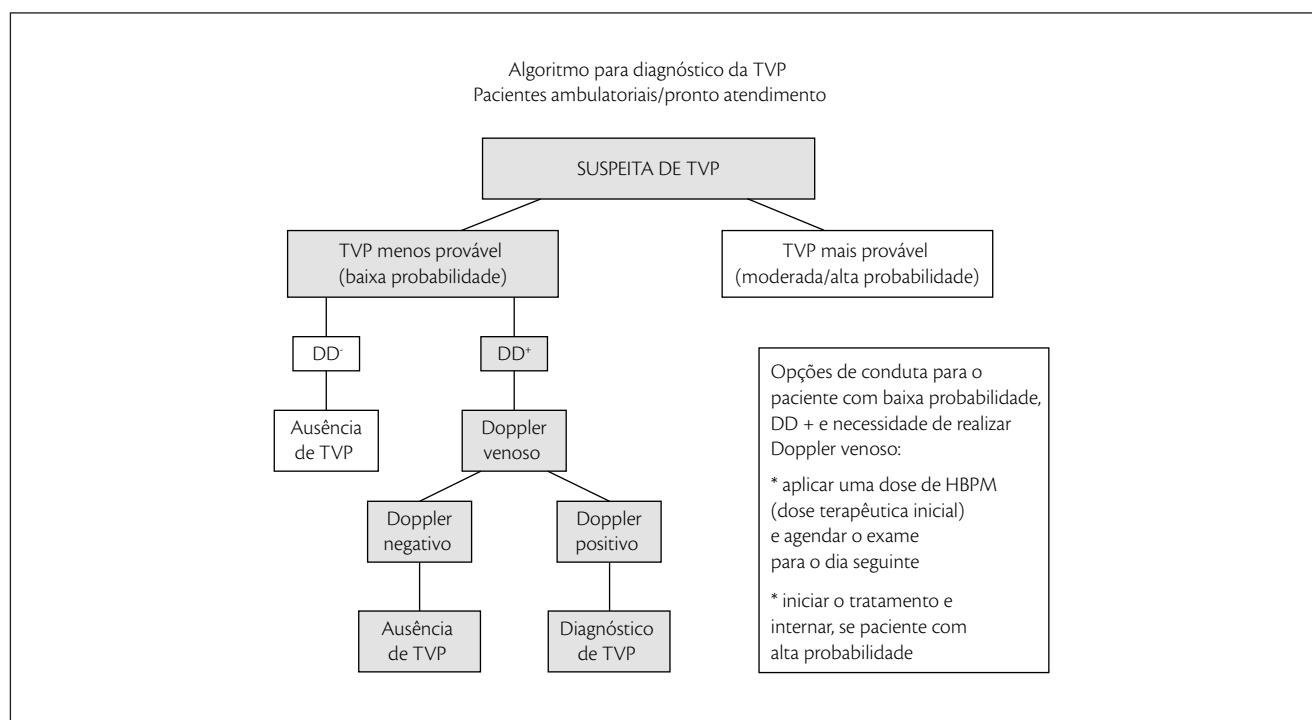 Algoritmo para diagnóstico da TVP
Pacientes ambulatoriais/pronto atendimento
SUSPEITA DE TVP
TVP menos provável
(baixa probabilidade)
TVP mais provável
(moderada/alta probabilidade)
DD-
DD+
Ausência
de TVP
Doppler
venoso
Doppler
negativo
Doppler
positivo
Ausência
de TVP
Diagnóstico
de TVP
Opções de conduta para o
paciente com baixa probabilidade,
DD + e necessidade de realizar
Doppler venoso:
* aplicar uma dose de HBPM
(dose terapêutica inicial)
e agendar o exame
para o dia seguinte
* iniciar o tratamento e
internar, se paciente com
alta probabilidade